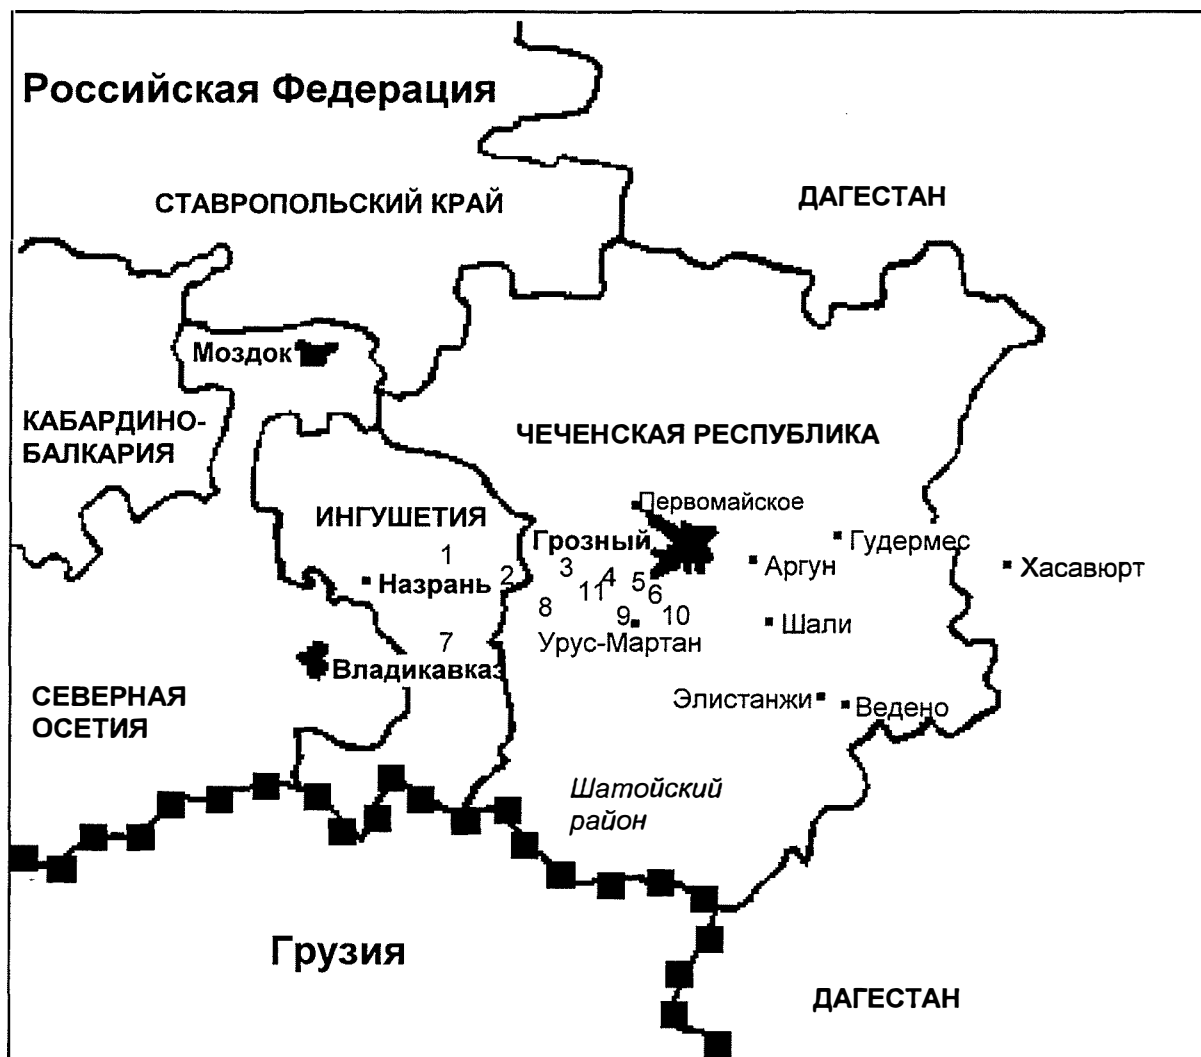 Российская Федерация
СТАВРОПОЛЬСКИЙ КРАЙ
ДАГЕСТАН
Моздок
КАБАРДИНО-
БАЛКАРИЯ
ЧЕЧЕНСКАЯ РЕСПУБЛИКА
Первомайское
ИНГУШЕТИЯ
Грозный
Гудермес
1
Аргун
Хасавюрт
Назрань
2
3
11
4
5
6
8
9
10
Шали
7
Урус-Мартан
Владикавказ
СЕВЕРНАЯ
ОСЕТИЯ
Элистанжи
Ведено
Шатойский
район
Грузия
ДАГЕСТАН